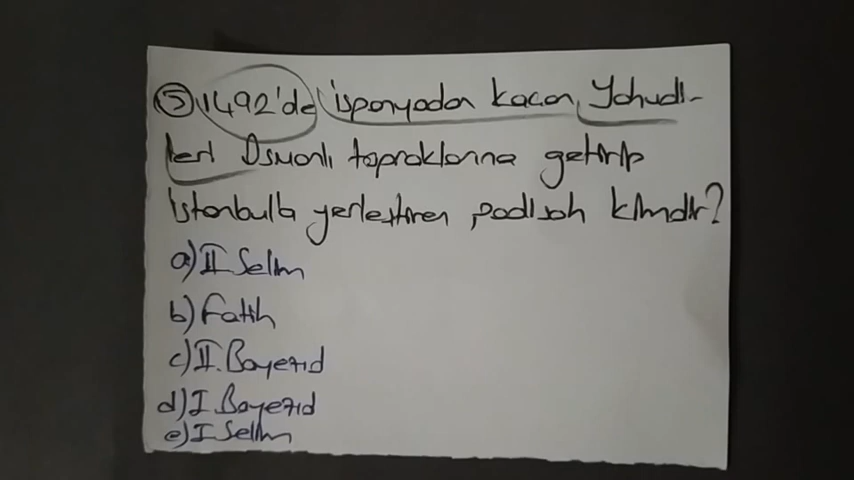 5 1492'de İspanyadan kaçan Yahudi-
leri Osmanlı topraklarına getirip
İstanbula yerleştiren padişah kimdir?
a) II Selim
b) Fatih
c) II. Bayezid
d) I Bayezid
e) I Selim